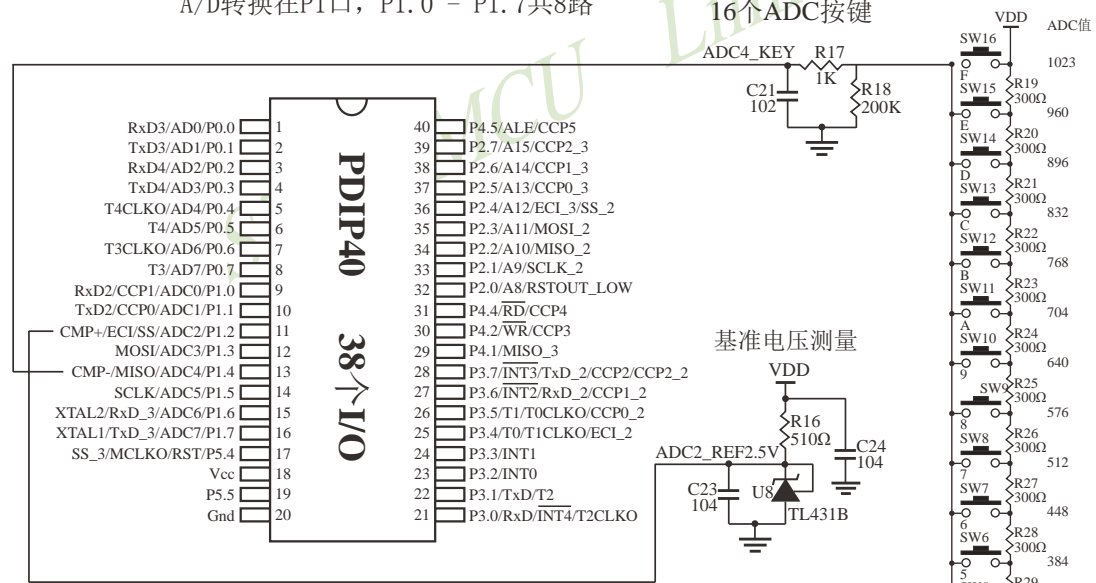 A/D转换在P1口，P1.0 - P1.7共8路
16个ADC按键
MCU Lim
ADC4_KEY
R17
1K
C21
102
R18
200K
RxD3/AD0/P0.0 1
TxD3/AD1/P0.1 2
RxD4/AD2/P0.2 3
TxD4/AD3/P0.3 4
T4CLKO/AD4/P0.4 5
T4/AD5/P0.5 6
T3CLKO/AD6/P0.6 7
T3/AD7/P0.7 8
RxD2/CCP1/ADC0/P1.0 9
TxD2/CCP0/ADC1/P1.1 10
CMP+/ECI/SS/ADC2/P1.2 11
MOSI/ADC3/P1.3 12
CMP-/MISO/ADC4/P1.4 13
SCLK/ADC5/P1.5 14
XTAL2/RxD_3/ADC6/P1.6 15
XTAL1/TxD_3/ADC7/P1.7 16
SS_3/MCLKO/RST/P5.4 17
Vcc 18
P5.5 19
Gnd 20
PDIP40 38个I/O
40 P4.5/ALE/CCP5
39 P2.7/A15/CCP2_3
38 P2.6/A14/CCP1_3
37 P2.5/A13/CCP0_3
36 P2.4/A12/ECI_3/SS_2
35 P2.3/A11/MOSI_2
34 P2.2/A10/MISO_2
33 P2.1/A9/SCLK_2
32 P2.0/A8/RSTOUT_LOW
31 P4.4/RD/CCP4
30 P4.2/WR/CCP3
29 P4.1/MISO_3
28 P3.7/INT3/TxD_2/CCP2/CCP2_2
27 P3.6/INT2/RxD_2/CCP1_2
26 P3.5/T1/T0CLKO/CCP0_2
25 P3.4/T0/T1CLKO/ECI_2
24 P3.3/INT1
23 P3.2/INT0
22 P3.1/TxD/T2
21 P3.0/RxD/INT4/T2CLKO
基准电压测量
VDD
R16
510Ω
C24
104
ADC2_REF2.5V
C23
104
U8
TL431B
VDD
ADC值
SW16
1023
F
R19
300Ω
SW15
960
E
R20
300Ω
SW14
896
D
R21
300Ω
SW13
832
C
R22
300Ω
SW12
768
B
R23
300Ω
SW11
704
A
R24
300Ω
SW10
640
9
R25
300Ω
SW9
576
8
R26
300Ω
SW8
512
7
R27
300Ω
SW7
448
6
R28
300Ω
SW6
384
5
R29